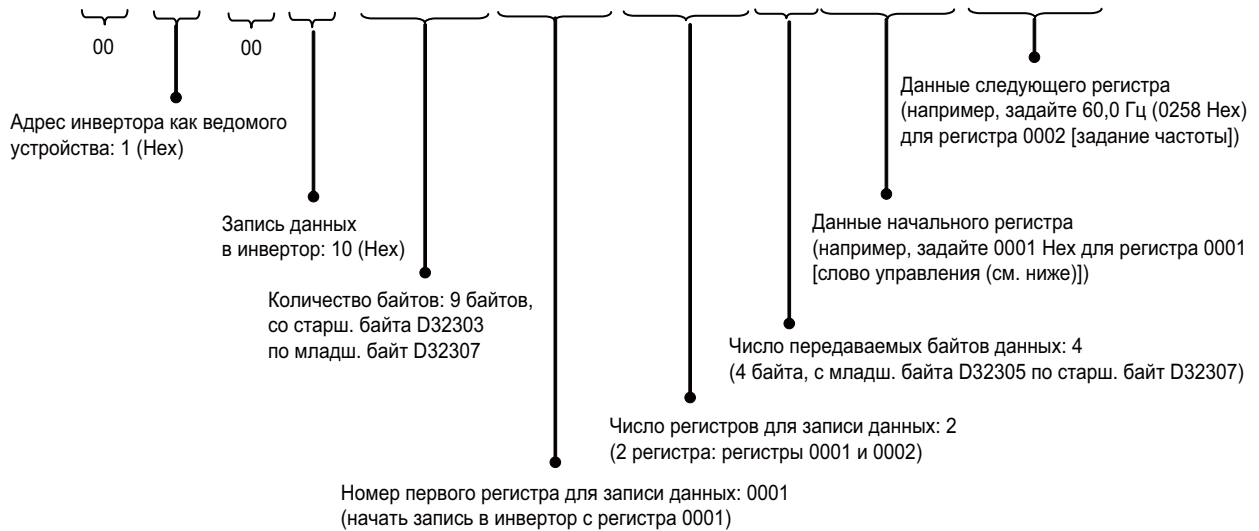 00
00
Адрес инвертора как ведомого
устройства: 1 (Hex)
Запись данных
в инвертор: 10 (Hex)
Количество байтов: 9 байтов,
со старш. байта D32303
по младш. байт D32307
Номер первого регистра для записи данных: 0001
(начать запись в инвертор с регистра 0001)
Число регистров для записи данных: 2
(2 регистра: регистры 0001 и 0002)
Число передаваемых байтов данных: 4
(4 байта, с младш. байта D32305 по старш. байт D32307)
Данные начального регистра
(например, задайте 0001 Hex для регистра 0001
[слово управления (см. ниже)])
Данные следующего регистра
(например, задайте 60,0 Гц (0258 Hex)
для регистра 0002 [задание частоты])